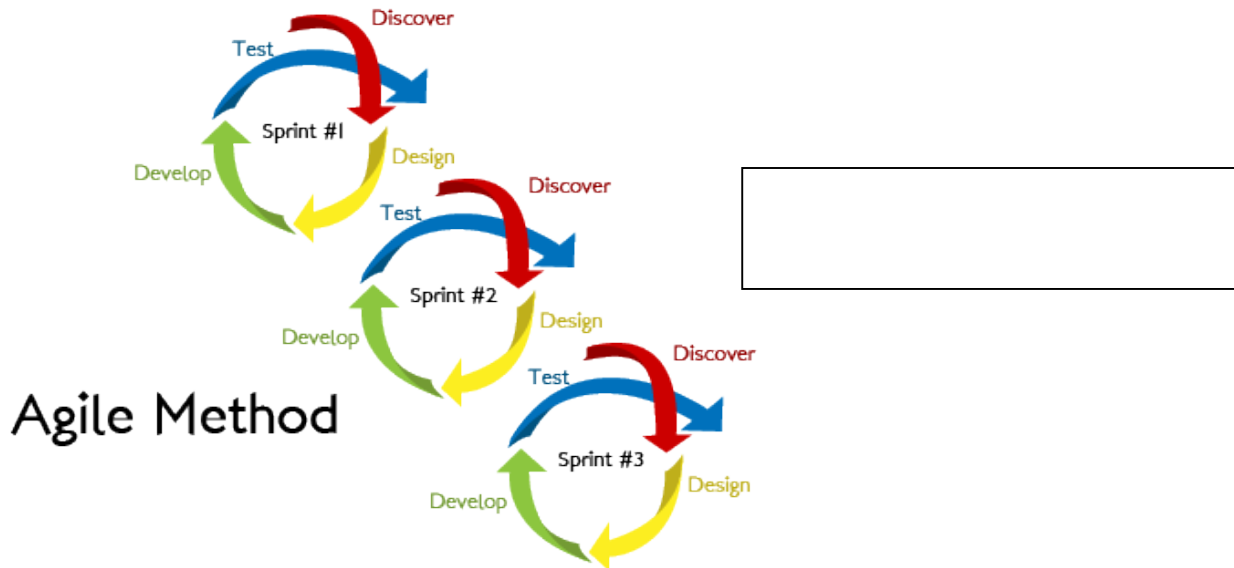 Discover
Test
Sprint #1
Design
Develop
Discover
Test
Sprint #2
Design
Develop
Discover
Test
Agile Method
Sprint #3
Design
Develop